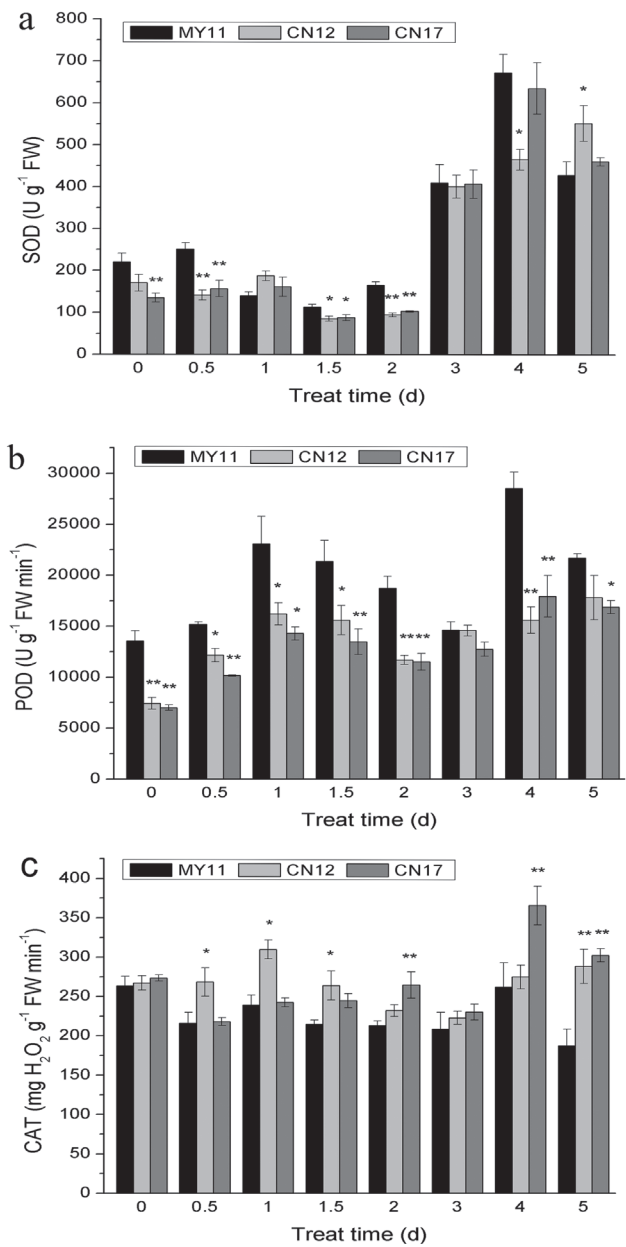 a
MY11 CN12 CN17
800
700
600
500
400
300
200
100
0
SOD (U g⁻¹ FW)
** ** ** * * ** ** * *
0 0.5 1 1.5 2 3 4 5
Treat time (d)
b
MY11 CN12 CN17
30000
25000
20000
15000
10000
5000
0
POD (U g⁻¹ FW min⁻¹)
** ** * ** * * * ** ** ** ** ** *
0 0.5 1 1.5 2 3 4 5
Treat time (d)
c
MY11 CN12 CN17
400
350
300
250
200
150
100
50
0
CAT (mg H₂O₂ g⁻¹ FW min⁻¹)
* * * ** ** ** **
0 0.5 1 1.5 2 3 4 5
Treat time (d)